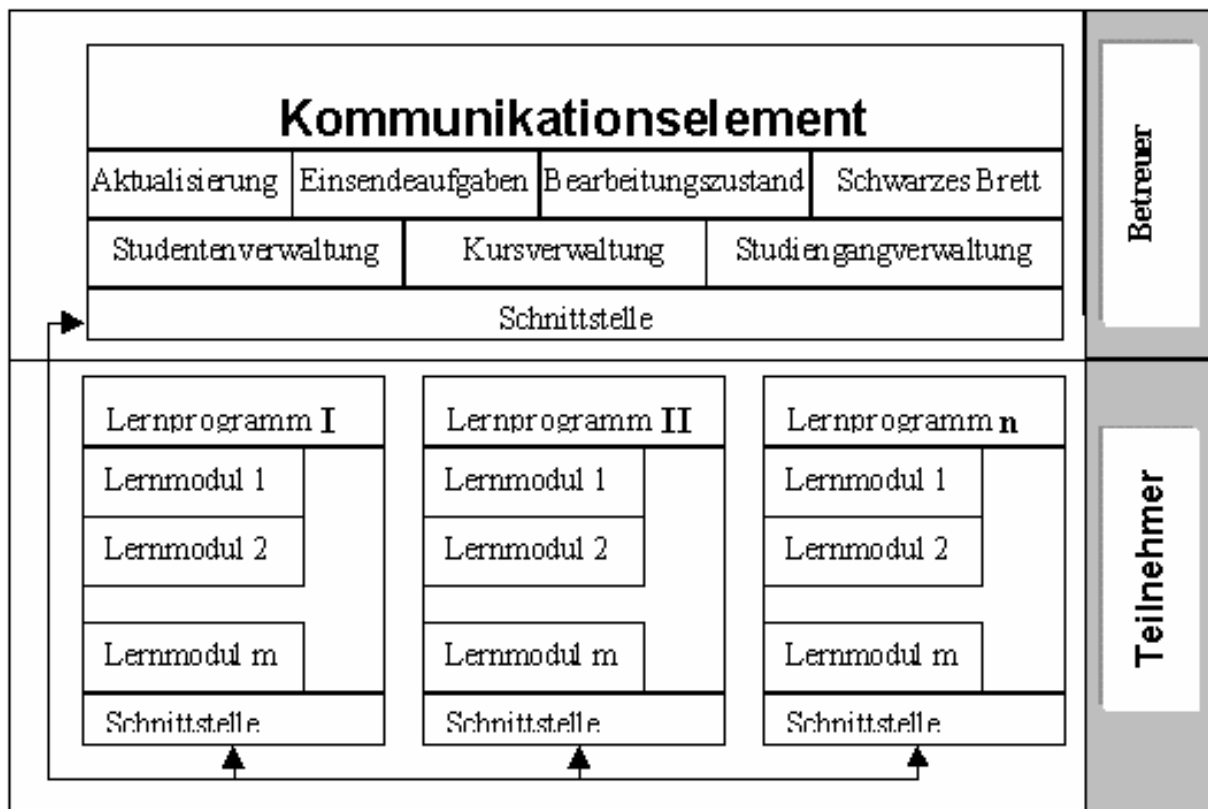 Kommunikationselement
Aktualisierung Einsendeaufgaben Bearbeitungszustand Schwarzes Brett
Studentenverwaltung Kursverwaltung Studiengangverwaltung
Schnittstelle
Betreuer
Lernprogramm I Lernprogramm II Lernprogramm n
Lernmodul 1 Lernmodul 1 Lernmodul 1
Lernmodul 2 Lernmodul 2 Lernmodul 2
Lernmodul m Lernmodul m Lernmodul m
Schnittstelle Schnittstelle Schnittstelle
Teilnehmer